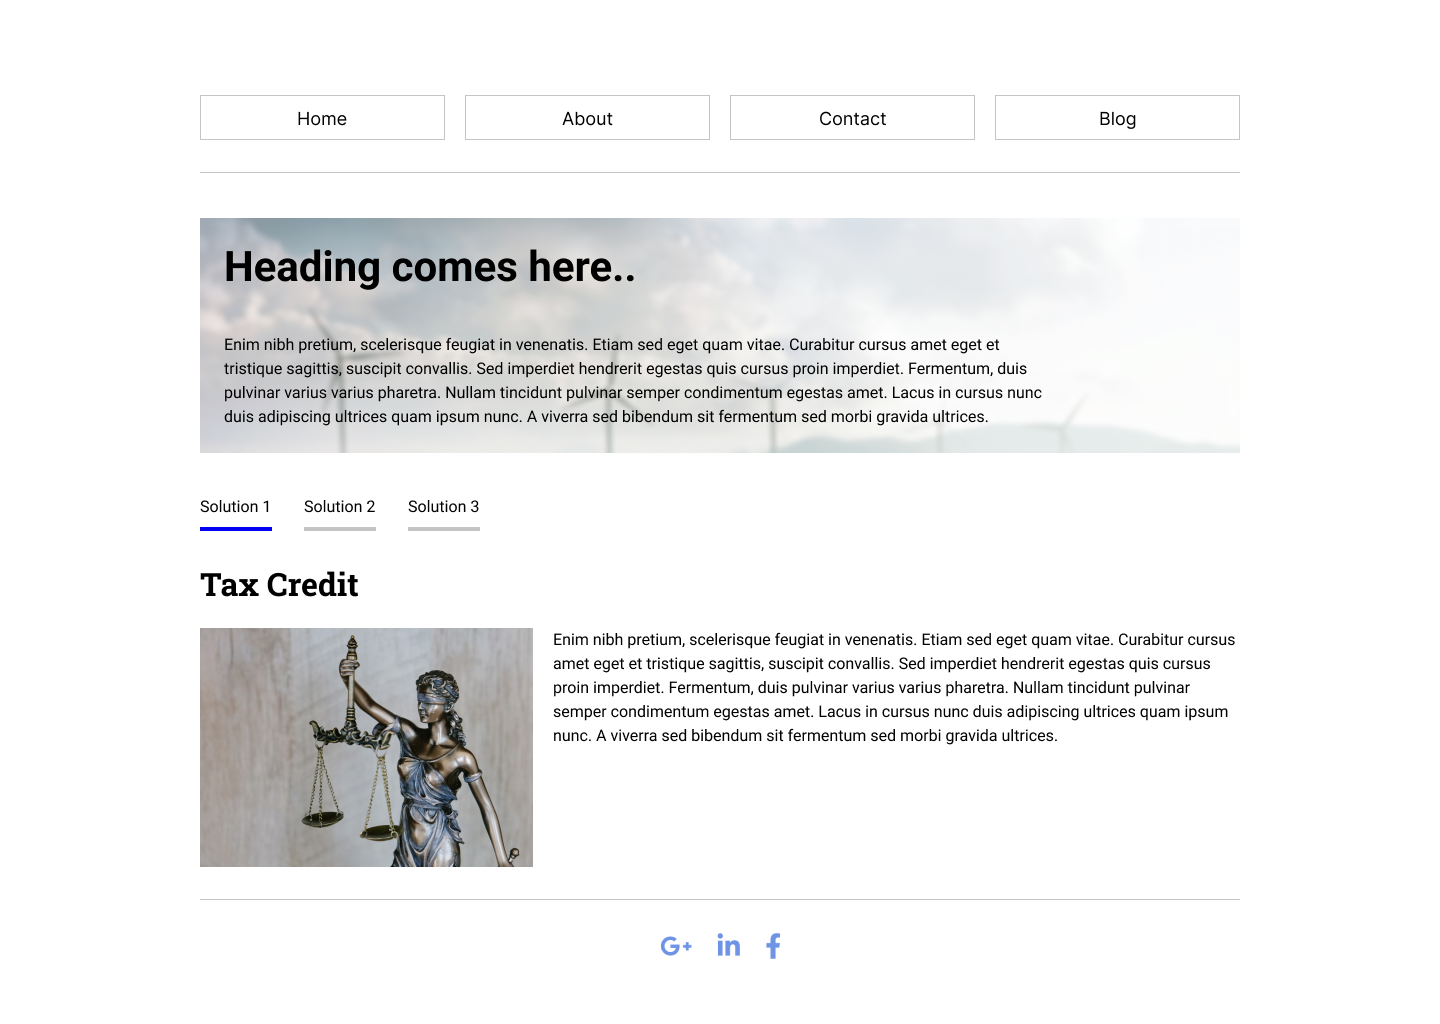 Home
About
Contact
Blog
Heading comes here..
Enim nibh pretium, scelerisque feugiat in venenatis. Etiam sed eget quam vitae. Curabitur cursus amet eget et
tristique sagittis, suscipit convallis. Sed imperdiet hendrerit egestas quis cursus proin imperdiet. Fermentum, duis
pulvinar varius varius pharetra. Nullam tincidunt pulvinar semper condimentum egestas amet. Lacus in cursus nunc
duis adipiscing ultrices quam ipsum nunc. A viverra sed bibendum sit fermentum sed morbi gravida ultrices.
Solution 1
Solution 2
Solution 3
Tax Credit
Enim nibh pretium, scelerisque feugiat in venenatis. Etiam sed eget quam vitae. Curabitur cursus
amet eget et tristique sagittis, suscipit convallis. Sed imperdiet hendrerit egestas quis cursus
proin imperdiet. Fermentum, duis pulvinar varius varius pharetra. Nullam tincidunt pulvinar
semper condimentum egestas amet. Lacus in cursus nunc duis adipiscing ultrices quam ipsum
nunc. A viverra sed bibendum sit fermentum sed morbi gravida ultrices.
G+ in f